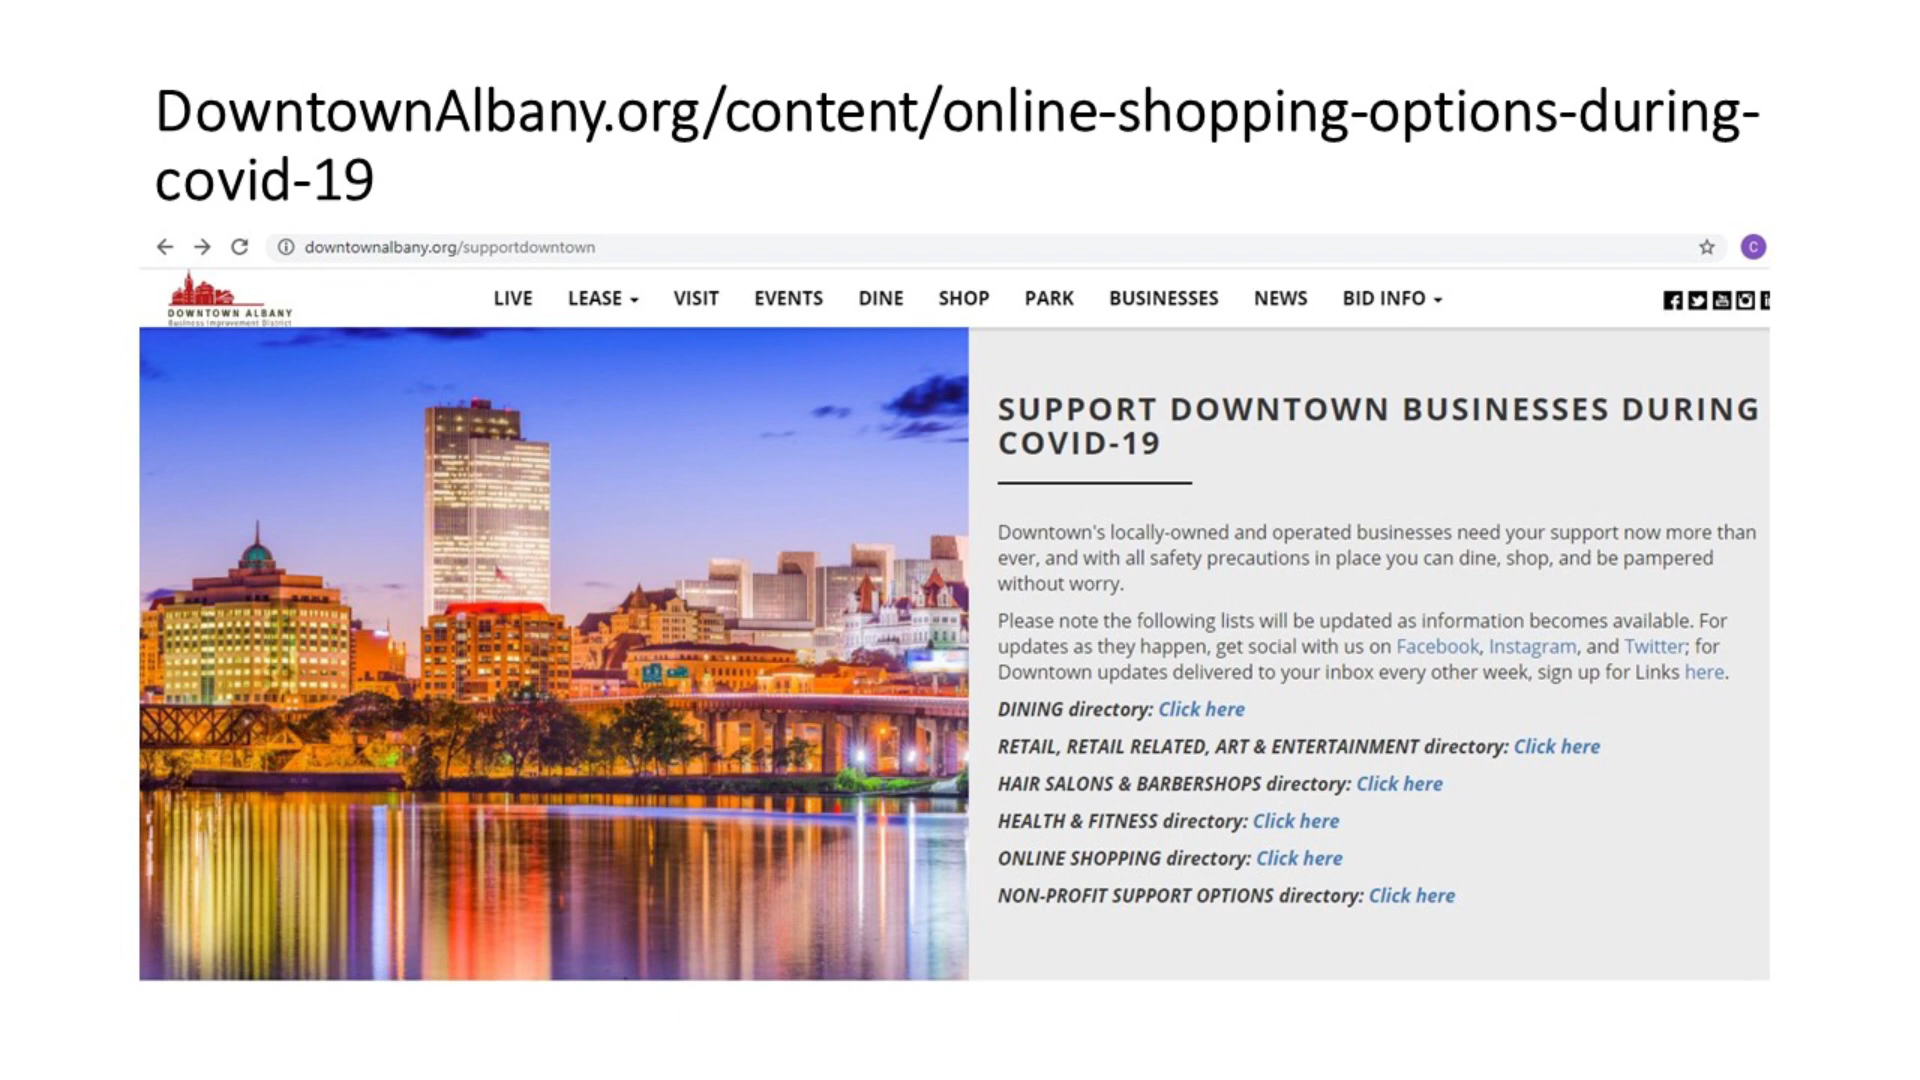 DowntownAlbany.org/content/online-shopping-options-during-
covid-19
downtownalbany.org/supportdowntown
C
DOWNTOWN ALBANY
Business Improvement District
LIVE LEASE VISIT EVENTS DINE SHOP PARK BUSINESSES NEWS BID INFO
SUPPORT DOWNTOWN BUSINESSES DURING
COVID-19
Downtown's locally-owned and operated businesses need your support now more than
ever, and with all safety precautions in place you can dine, shop, and be pampered
without worry.
Please note the following lists will be updated as information becomes available. For
updates as they happen, get social with us on Facebook, Instagram, and Twitter; for
Downtown updates delivered to your inbox every other week, sign up for Links here.
DINING directory: Click here
RETAIL, RETAIL RELATED, ART & ENTERTAINMENT directory: Click here
HAIR SALONS & BARBERSHOPS directory: Click here
HEALTH & FITNESS directory: Click here
ONLINE SHOPPING directory: Click here
NON-PROFIT SUPPORT OPTIONS directory: Click here